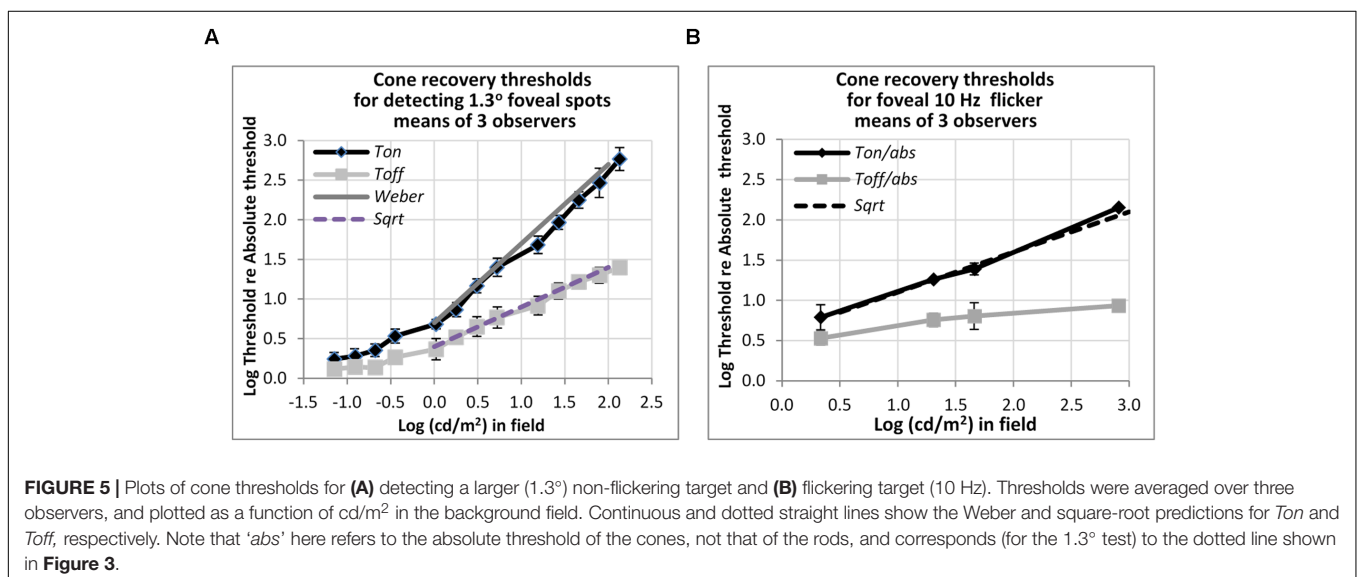 A
B
Cone recovery thresholds
for detecting 1.3° foveal spots
means of 3 observers
Log Threshold re Absolute threshold
3.0
2.5
2.0
1.5
1.0
0.5
0.0
Ton
Toff
Weber
Sqrt
-1.5 -1.0 -0.5 0.0 0.5 1.0 1.5 2.0 2.5
Log (cd/m²) in field
Cone recovery thresholds
for foveal 10 Hz flicker
means of 3 observers
Log Threshold re Absolute threshold
3.0
2.5
2.0
1.5
1.0
0.5
0.0
Ton/abs
Toff/abs
Sqrt
0.0 0.5 1.0 1.5 2.0 2.5 3.0
Log (cd/m²) in field
FIGURE 5 | Plots of cone thresholds for (A) detecting a larger (1.3°) non-flickering target and (B) flickering target (10 Hz). Thresholds were averaged over three
observers, and plotted as a function of cd/m² in the background field. Continuous and dotted straight lines show the Weber and square-root predictions for Ton and
Toff, respectively. Note that ‘abs’ here refers to the absolute threshold of the cones, not that of the rods, and corresponds (for the 1.3° test) to the dotted line shown
in Figure 3.